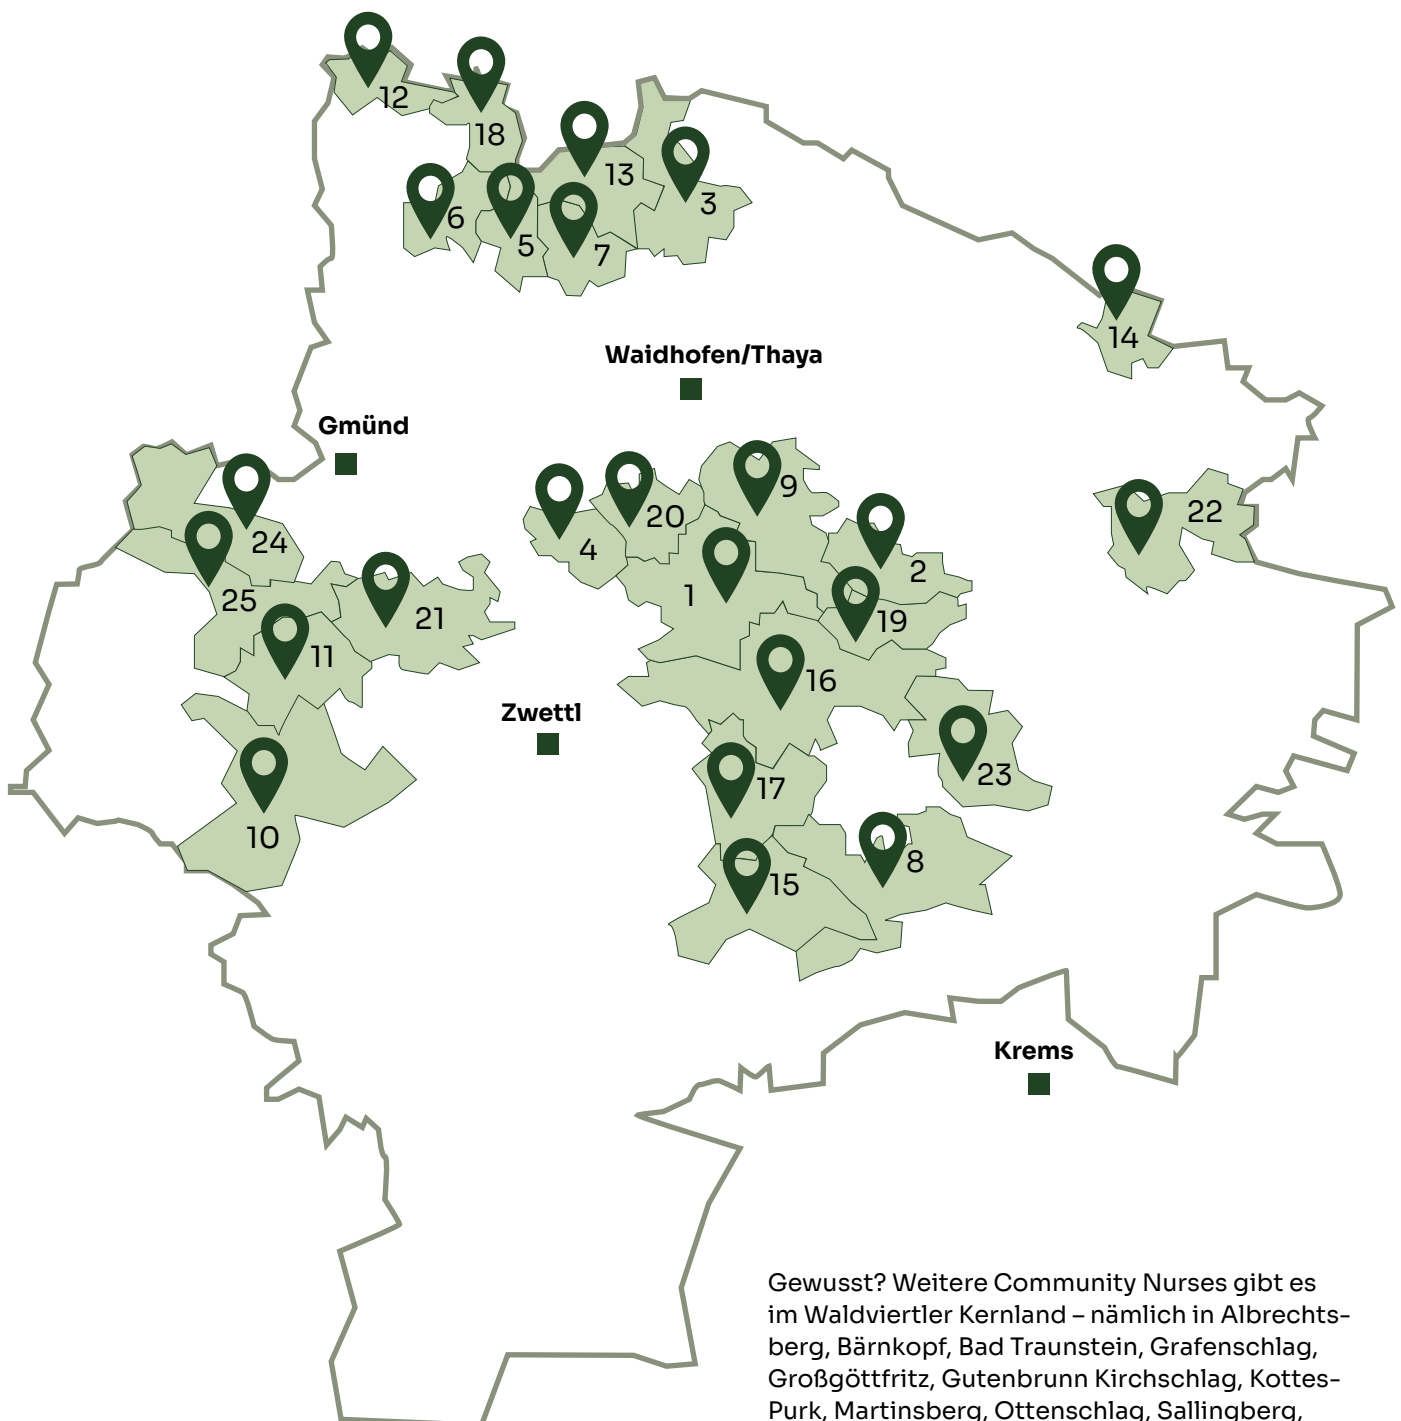 12
18
13
3
6
5
7
14
Waidhofen/Thaya
Gmünd
9
20
22
4
24
2
1
25
21
19
11
16
Zwettl
23
17
10
8
15
Krems
Gewusst? Weitere Community Nurses gibt es
im Waldviertler Kernland – nämlich in Albrechts-
berg, Bärnkopf, Bad Traunstein, Grafenschlag,
Großgöttfritz, Gutenbrunn Kirchschlag, Kottes-
Purk, Martinsberg, Ottenschlag, Sallingberg,